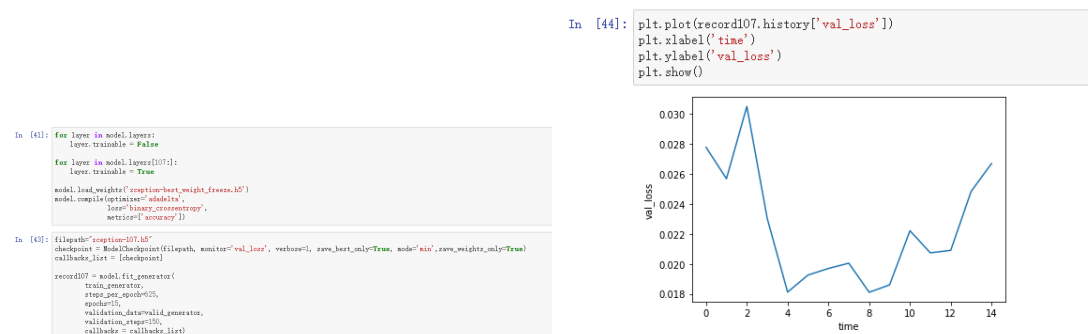 In [41]: for layer in model.layers:
layer.trainable = False
for layer in model.layers[107:]:
layer.trainable = True
model.load_weights('xception-best_weight_freeze.h5')
model.compile(optimizer='adadelta',
loss='binary_crossentropy',
metrics=['accuracy'])
In [43]: filepath="xception-107.h5"
checkpoint = ModelCheckpoint(filepath, monitor='val_loss', verbose=1, save_best_only=True, mode='min',save_weights_only=True)
callbacks_list = [checkpoint]
record107 = model.fit_generator(
train_generator,
steps_per_epoch=625,
epochs=15,
validation_data=valid_generator,
validation_steps=150,
callbacks = callbacks_list)
In [44]: plt.plot(record107.history['val_loss'])
plt.xlabel('time')
plt.ylabel('val_loss')
plt.show()
0.030
0.028
0.026
0.024
0.022
0.020
0.018
val_loss
0 2 4 6 8 10 12 14
time